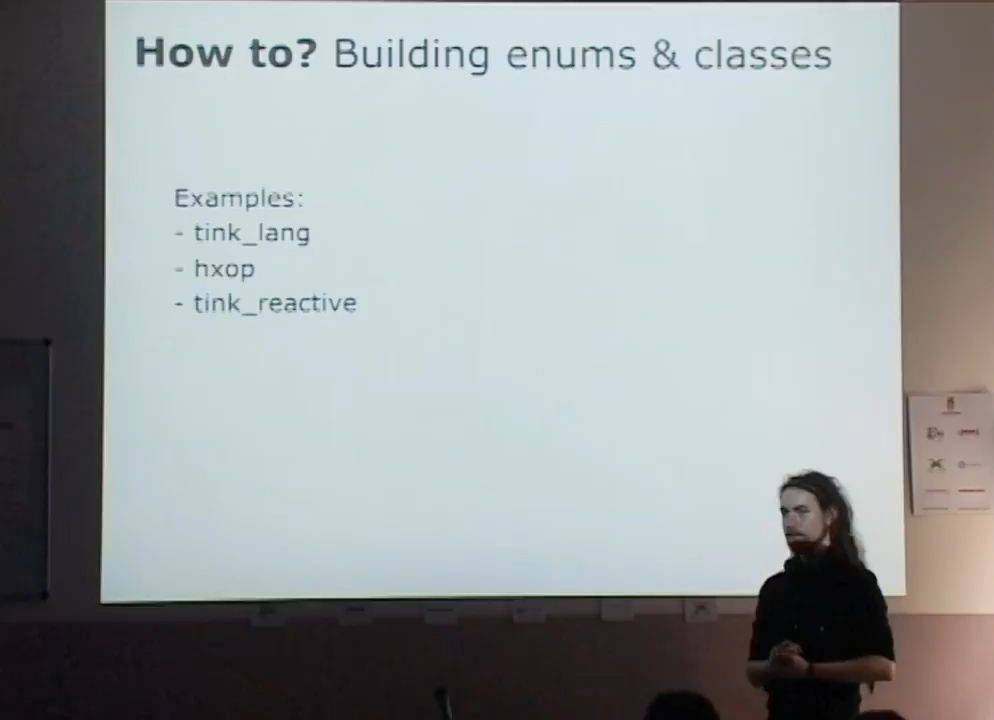 How to? Building enums & classes
Examples:
- tink_lang
- hxop
- tink_reactive